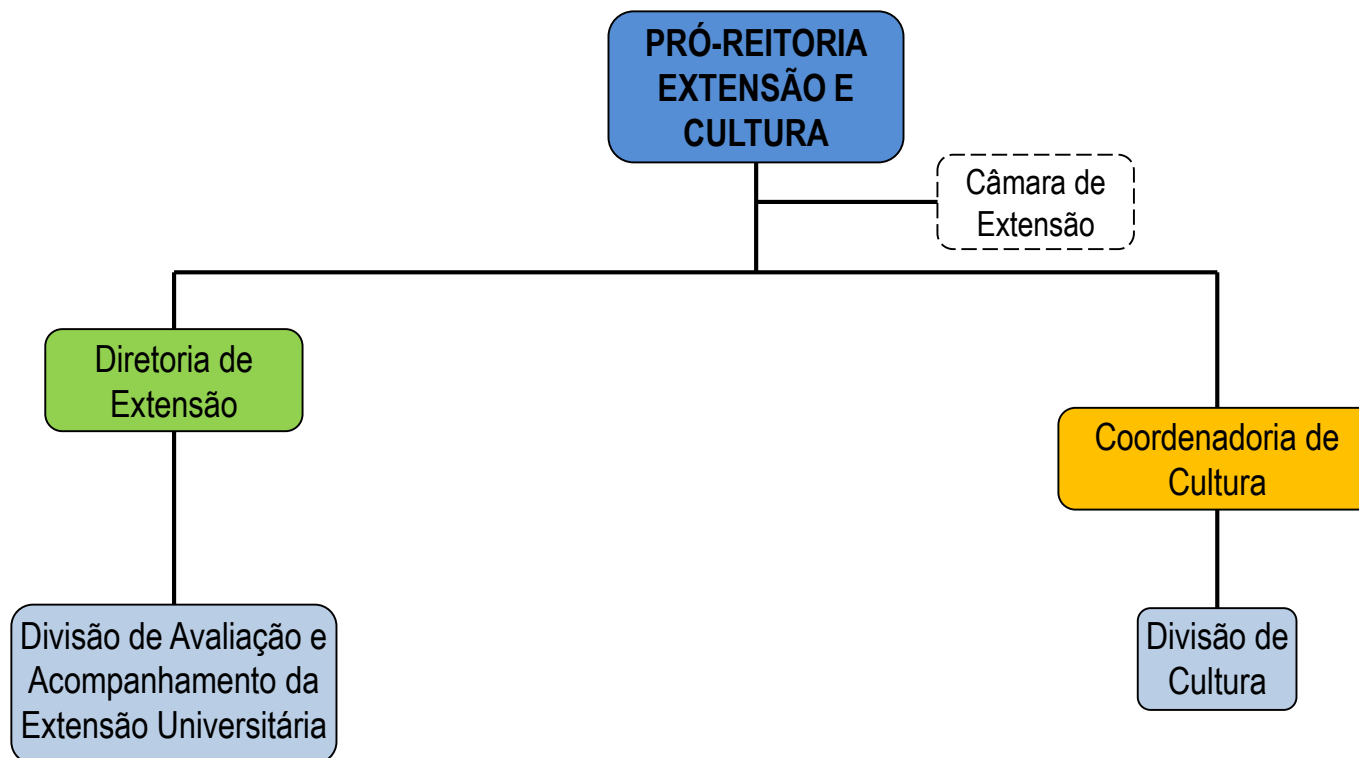 PRÓ-REITORIA
EXTENSÃO E
CULTURA
Câmara de
Extensão
Diretoria de
Extensão
Coordenadoria de
Cultura
Divisão de Avaliação e
Acompanhamento da
Extensão Universitária
Divisão de
Cultura